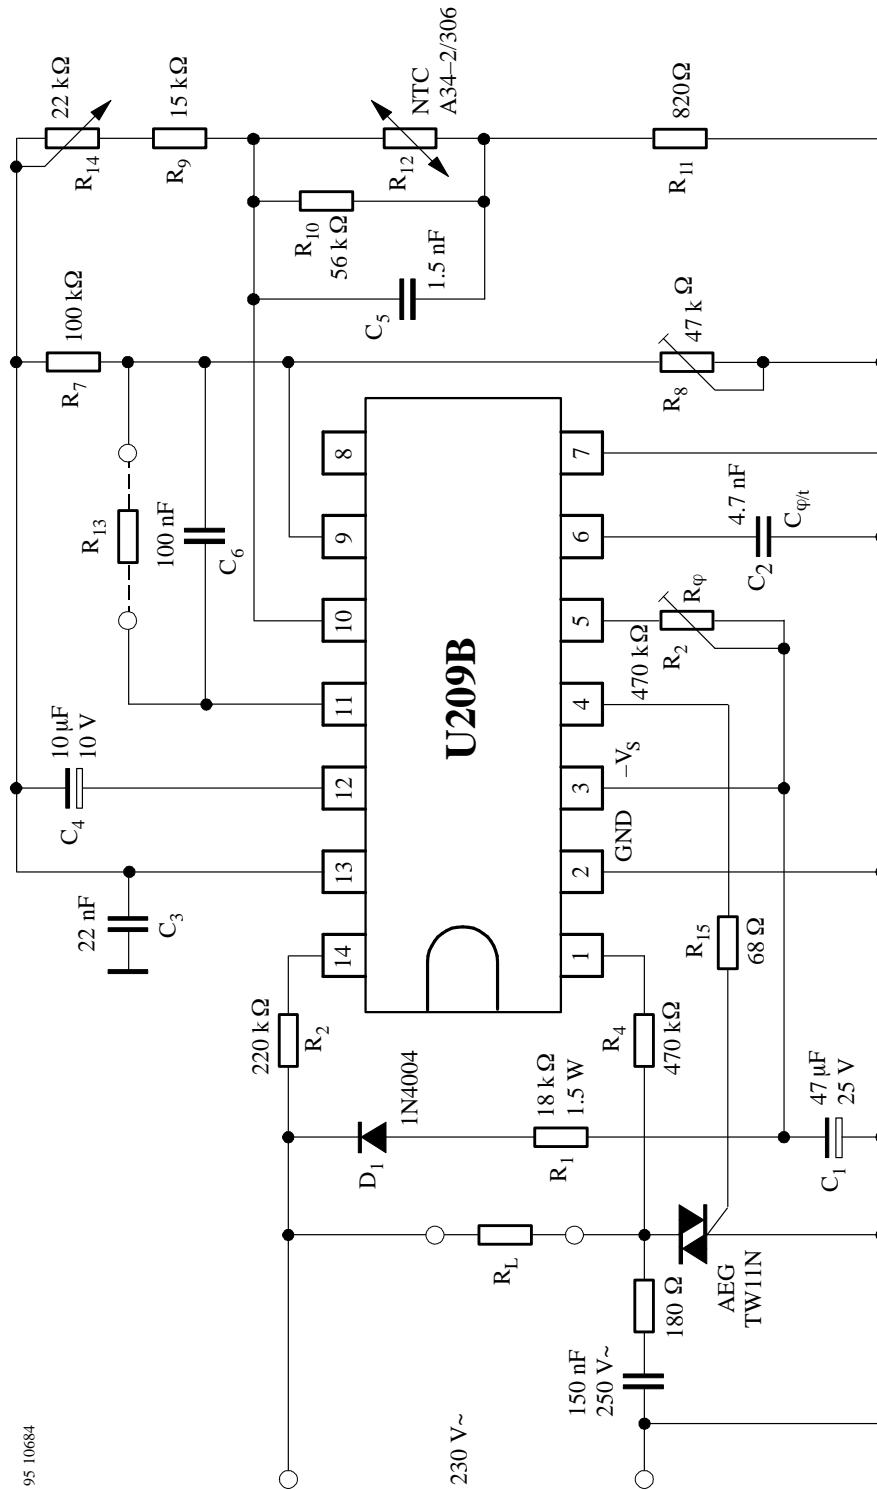 22 kΩ
R14
15 kΩ
R9
NTC
A34–2/306
R12
820Ω
R11
R10
56 kΩ
1.5 nF
C5
100 kΩ
R7
47 kΩ
R8
R13
100 nF
C6
10 μF
10 V
C4
22 nF
C3
8
9
10
11
12
13
14
7
6
5
4
3
2
1
U209B
4.7 nF
Cφ/t
C2
Rφ
R2
470 kΩ
–VS
GND
220 kΩ
R2
R15
68 Ω
R4
470 kΩ
1N4004
D1
18 kΩ
1.5 W
R1
47 μF
25 V
C1
RL
180 Ω
AEG
TW11N
150 nF
250 V~
230 V~
95 10684